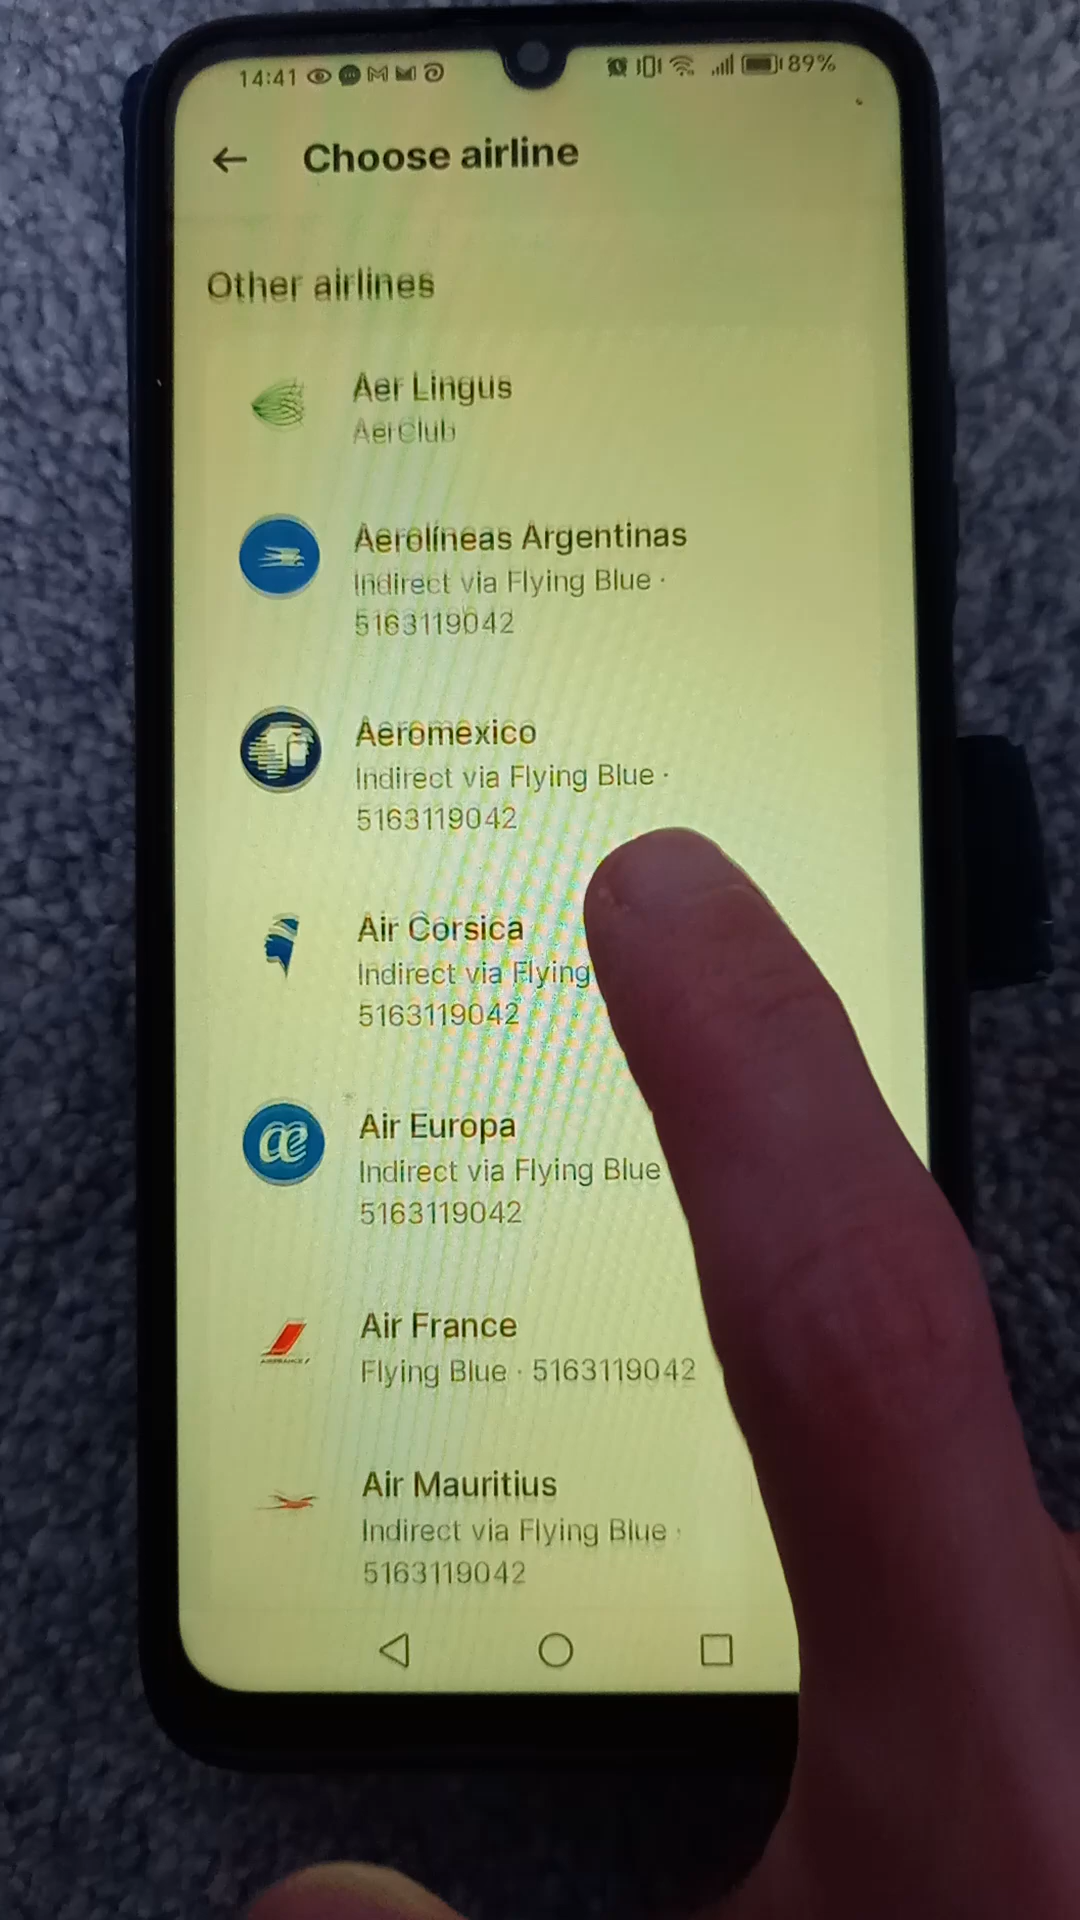 14:41 89%
Choose airline
Other airlines
Aer Lingus
AerClub
Aerolíneas Argentinas
Indirect via Flying Blue ·
5163119042
Aeromexico
Indirect via Flying Blue ·
5163119042
Air Corsica
Indirect via Flying
5163119042
Air Europa
Indirect via Flying Blue
5163119042
Air France
Flying Blue · 5163119042
Air Mauritius
Indirect via Flying Blue ·
5163119042